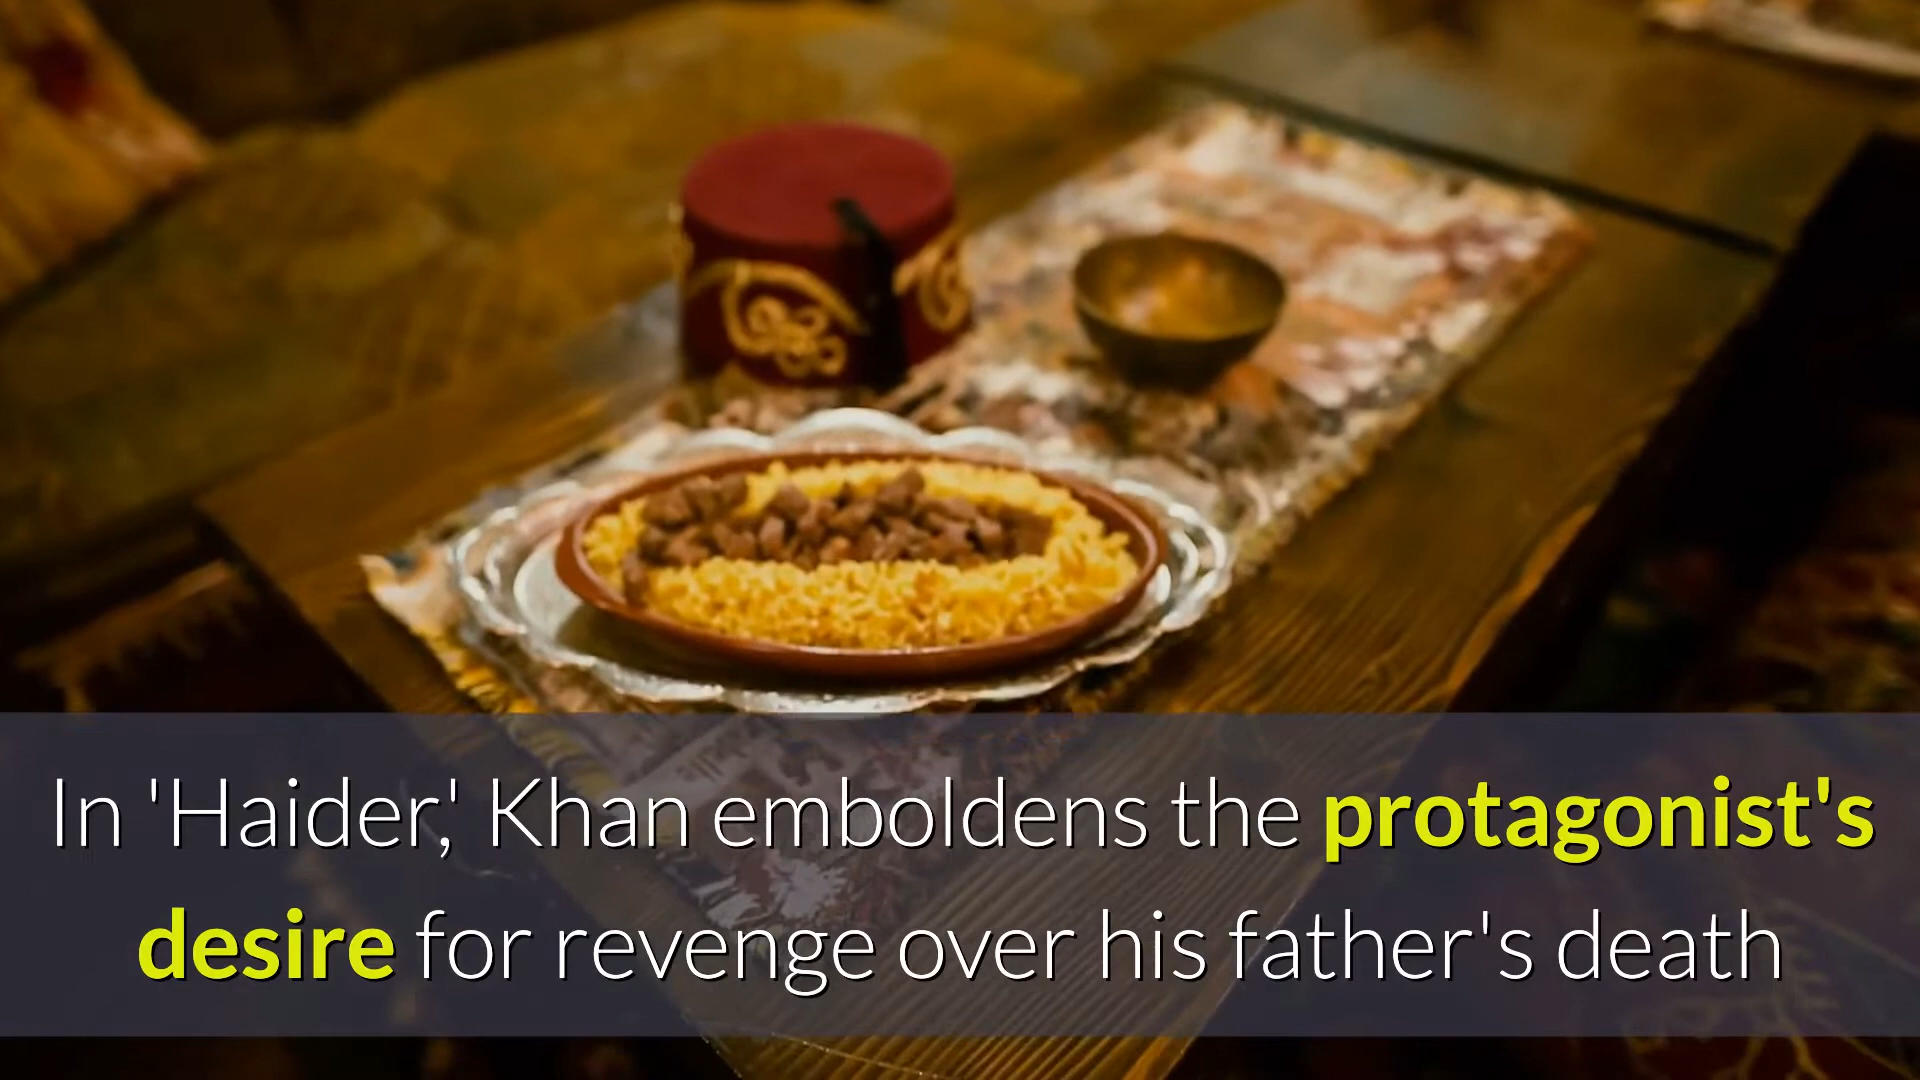 In 'Haider,' Khan emboldens the protagonist's
desire for revenge over his father's death